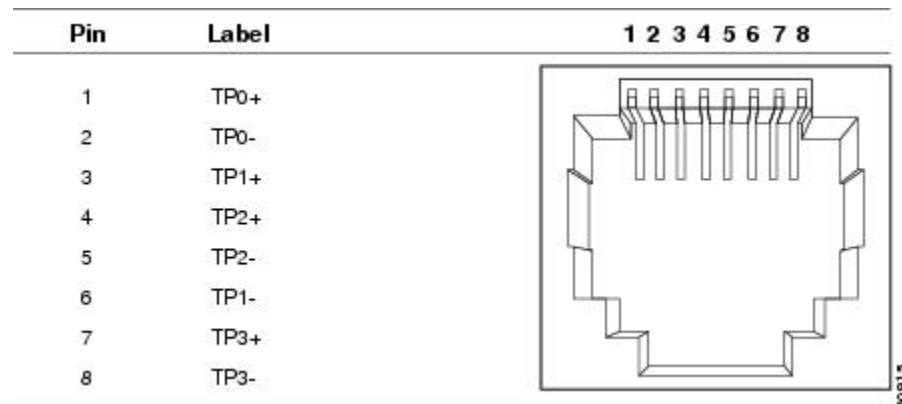 Pin Label 1 2 3 4 5 6 7 8
1 TP0+
2 TP0-
3 TP1+
4 TP2+
5 TP2-
6 TP1-
7 TP3+
8 TP3-